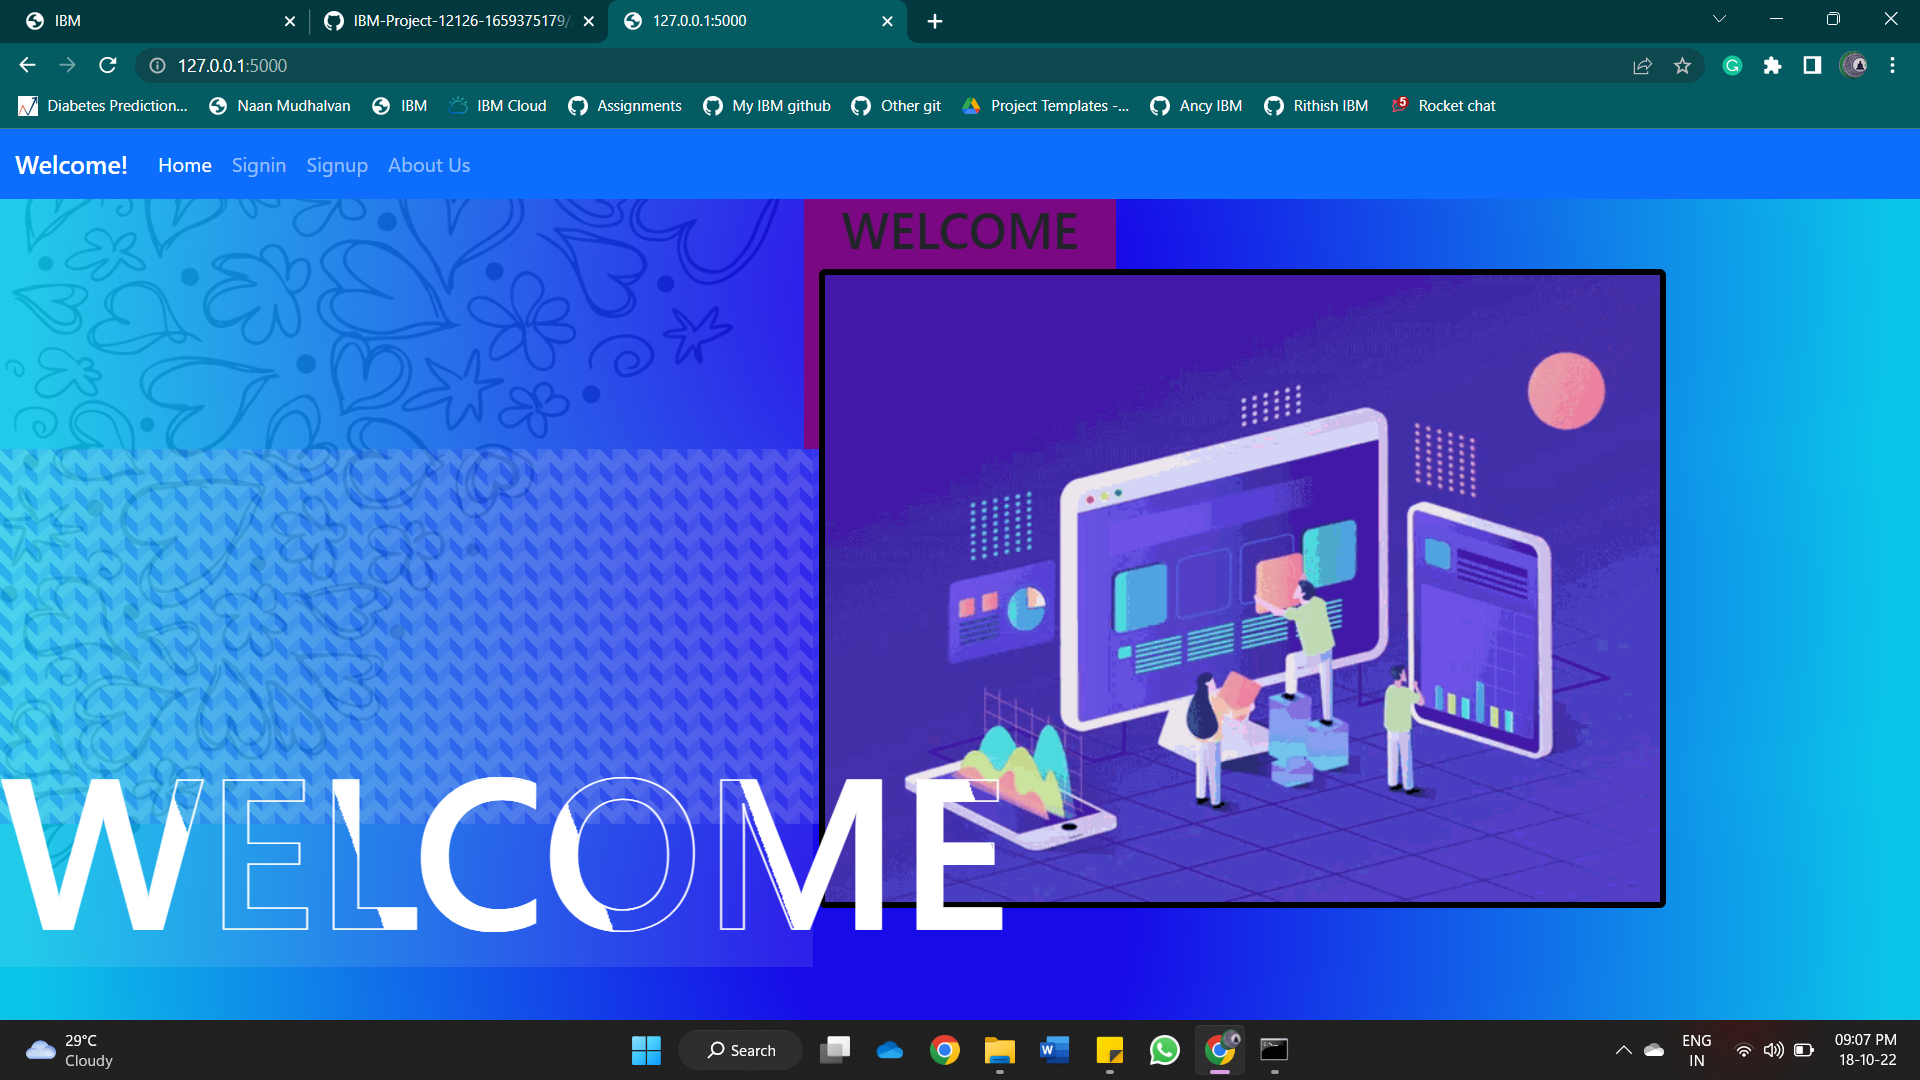 IBM
IBM-Project-12126-1659375179/
127.0.0.1:5000
127.0.0.1:5000
Diabetes Prediction...
Naan Mudhalvan
IBM
IBM Cloud
Assignments
My IBM github
Other git
Project Templates -...
Ancy IBM
Rithish IBM
5
Rocket chat
Welcome!
Home
Signin
Signup
About Us
WELCOME
WELCOME
29°C
Cloudy
Search
W
ENG
IN
09:07 PM
18-10-22